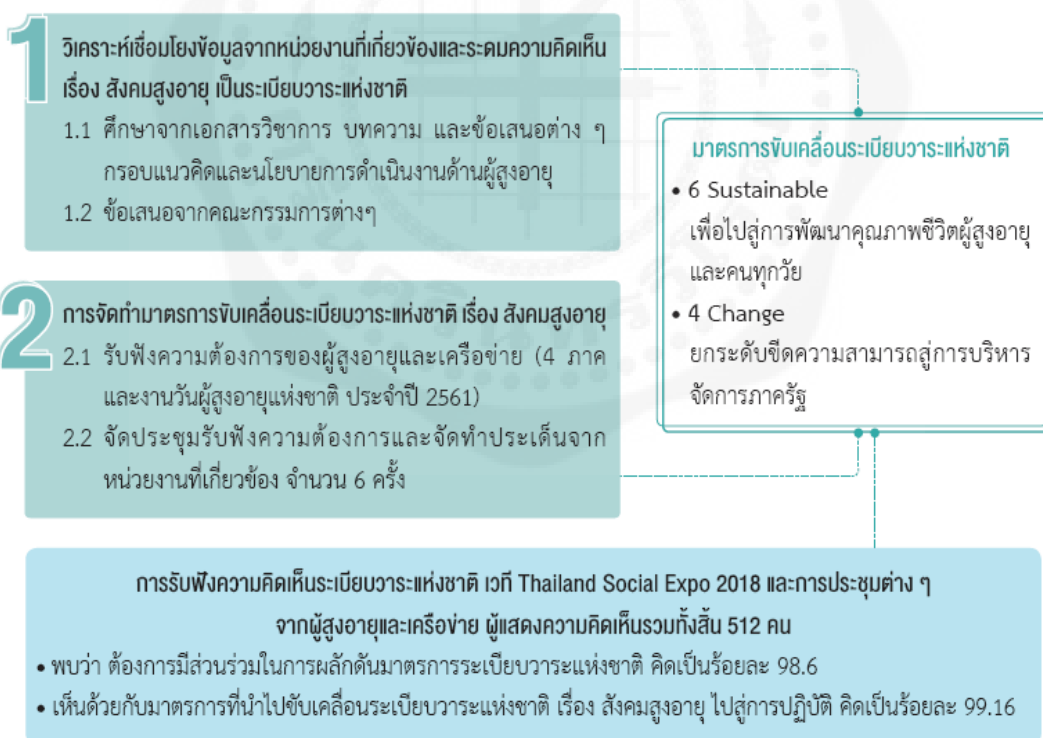 1
วิเคราะห์เชื่อมโยงข้อมูลจากหน่วยงานที่เกี่ยวข้องและระดมความคิดเห็น
เรื่อง สังคมสูงอายุ เป็นระเบียบวาระแห่งชาติ
1.1 ศึกษาจากเอกสารวิชาการ บทความ และข้อเสนอต่าง ๆ
กรอบแนวคิดและนโยบายการดำเนินงานด้านผู้สูงอายุ
1.2 ข้อเสนอจากคณะกรรมการต่างๆ
2
การจัดทำมาตรการขับเคลื่อนระเบียบวาระแห่งชาติ เรื่อง สังคมสูงอายุ
2.1 รับฟังความต้องการของผู้สูงอายุและเครือข่าย (4 ภาค
และงานวันผู้สูงอายุแห่งชาติ ประจำปี 2561)
2.2 จัดประชุมรับฟังความต้องการและจัดทำประเด็นจาก
หน่วยงานที่เกี่ยวข้อง จำนวน 6 ครั้ง
มาตรการขับเคลื่อนระเบียบวาระแห่งชาติ
• 6 Sustainable
เพื่อไปสู่การพัฒนาคุณภาพชีวิตผู้สูงอายุ
และคนทุกวัย
• 4 Change
ยกระดับขีดความสามารถสู่การบริหาร
จัดการภาครัฐ
การรับฟังความคิดเห็นระเบียบวาระแห่งชาติ เวที Thailand Social Expo 2018 และการประชุมต่าง ๆ
จากผู้สูงอายุและเครือข่าย ผู้แสดงความคิดเห็นรวมทั้งสิ้น 512 คน
• พบว่า ต้องการมีส่วนร่วมในการผลักดันมาตรการระเบียบวาระแห่งชาติ คิดเป็นร้อยละ 98.6
• เห็นด้วยกับมาตรการที่นำไปขับเคลื่อนระเบียบวาระแห่งชาติ เรื่อง สังคมสูงอายุ ไปสู่การปฏิบัติ คิดเป็นร้อยละ 99.16